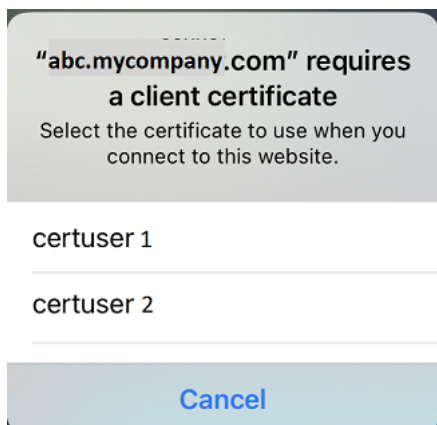 “abc.mycompany.com” requires
a client certificate
Select the certificate to use when you
connect to this website.
certuser 1
certuser 2
Cancel